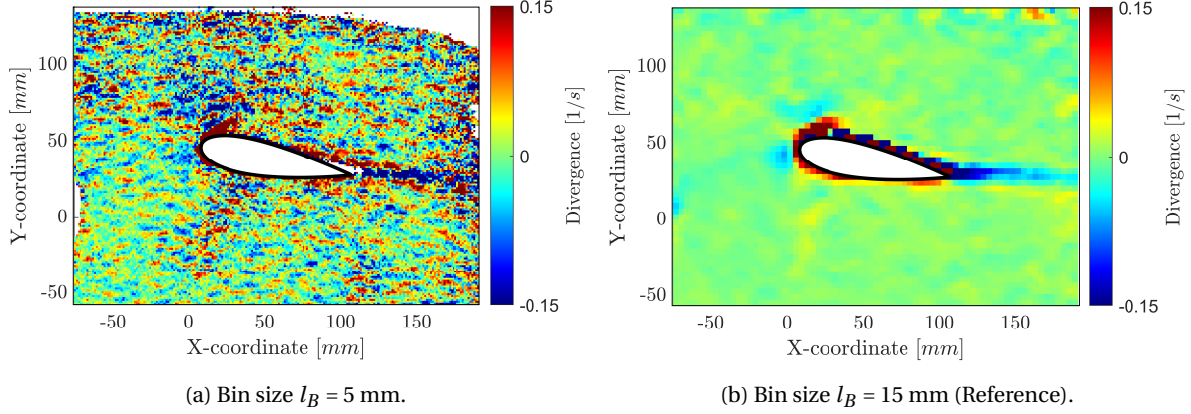 0.15
100
50
0
-50
Y-coordinate [mm]
-50 0 50 100 150
X-coordinate [mm]
0
-0.15
Divergence [1/s]
(a) Bin size l_B = 5 mm.
0.15
100
50
0
-50
Y-coordinate [mm]
-50 0 50 100 150
X-coordinate [mm]
0
-0.15
Divergence [1/s]
(b) Bin size l_B = 15 mm (Reference).